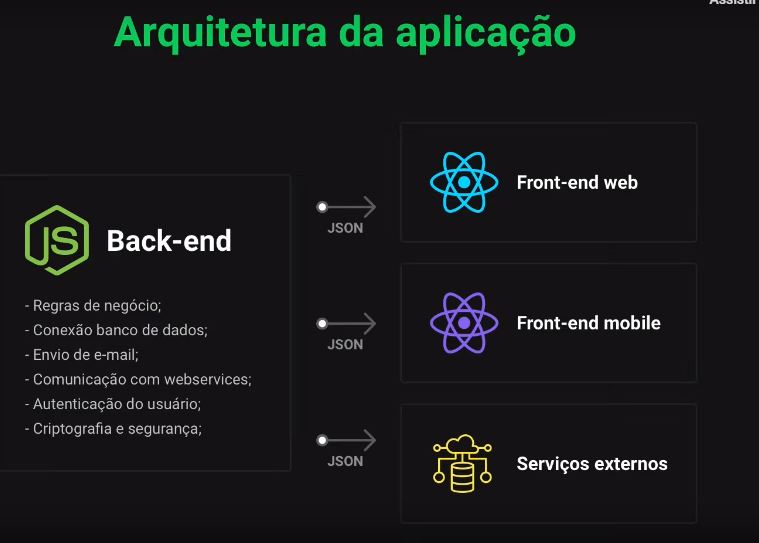 Assistir
Arquitetura da aplicação
JS
Back-end
- Regras de negócio;
- Conexão banco de dados;
- Envio de e-mail;
- Comunicação com webservices;
- Autenticação do usuário;
- Criptografia e segurança;
JSON
JSON
JSON
Front-end web
Front-end mobile
Serviços externos